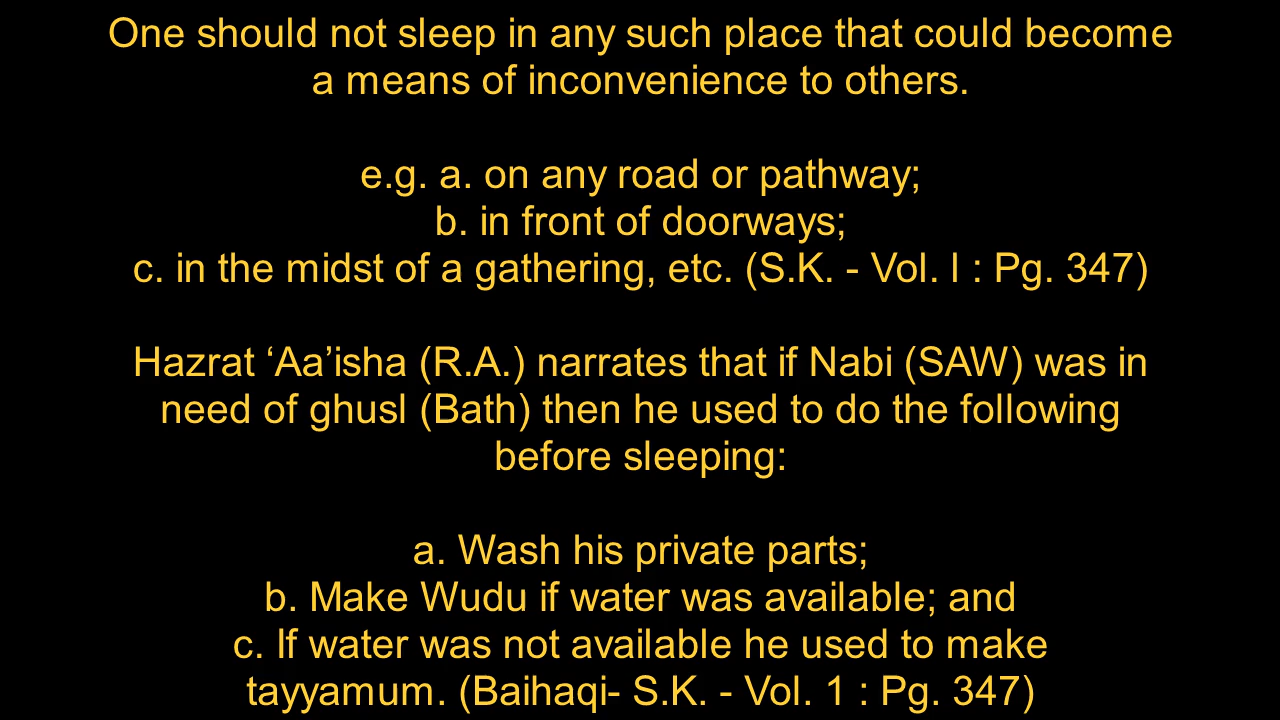 One should not sleep in any such place that could become
a means of inconvenience to others.
e.g. a. on any road or pathway;
b. in front of doorways;
c. in the midst of a gathering, etc. (S.K. - Vol. I : Pg. 347)
Hazrat ‘Aa’isha (R.A.) narrates that if Nabi (SAW) was in
need of ghusl (Bath) then he used to do the following
before sleeping:
a. Wash his private parts;
b. Make Wudu if water was available; and
c. If water was not available he used to make
tayyamum. (Baihaqi- S.K. - Vol. 1 : Pg. 347)